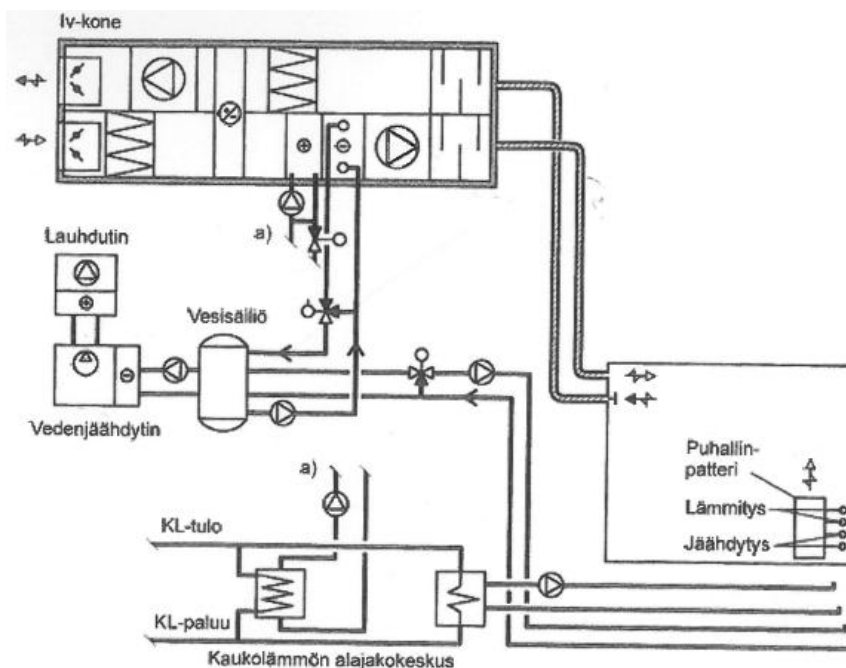 Iv-kone
a)
Lauhdutin
Vesisäiliö
Vedenjäähdytin
a)
Puhallin-
patteri
Lämmitys
Jäähdytys
KL-tulo
KL-paluu
Kaukolämmön alajakokeskus